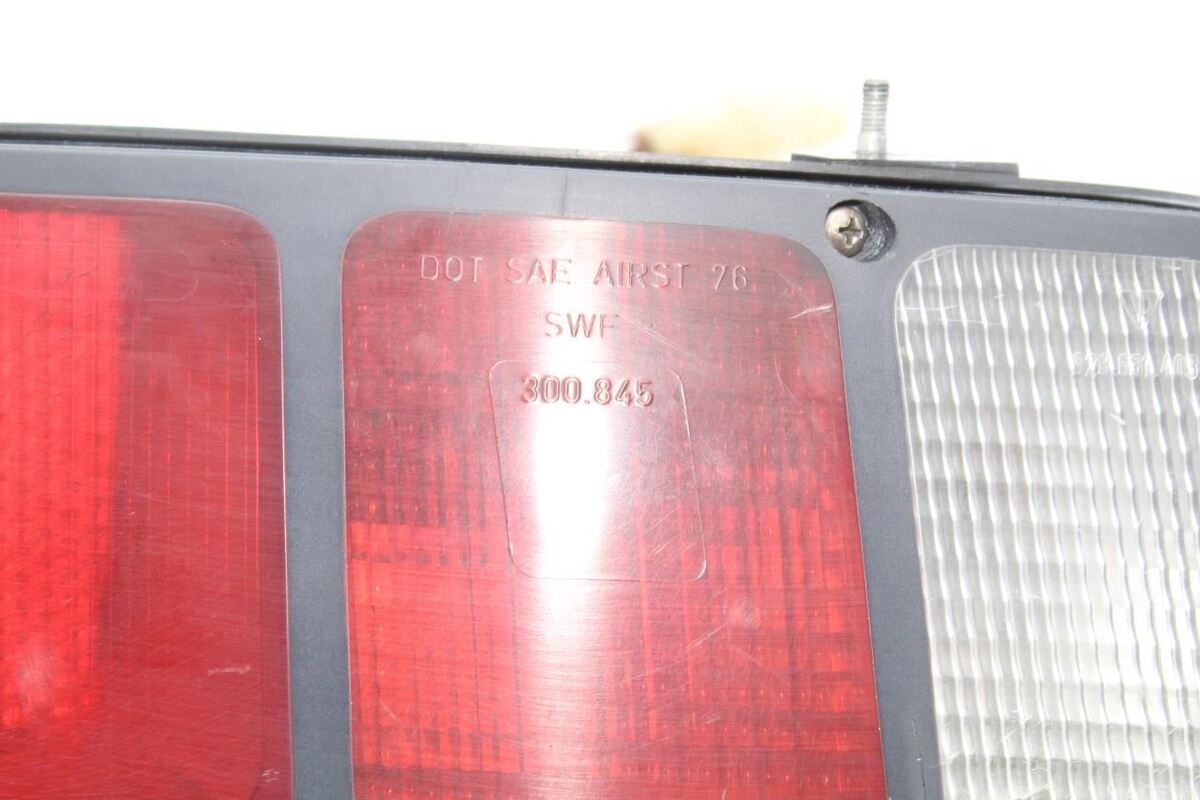 DOT SAE AIRST 76
SWF
300.845